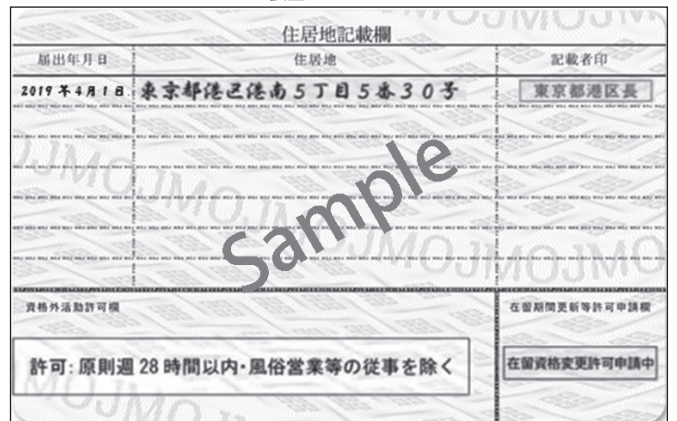 住居地記載欄
届出年月日 住居地 記載者印
2019年4月1日 東京都港区港南5丁目5番30号 東京都港区長
Sample
資格外活動許可欄 在留期間更新等許可申請欄
許可: 原則週28時間以内・風俗営業等の従事を除く 在留資格変更許可申請中
MOJMOJMO